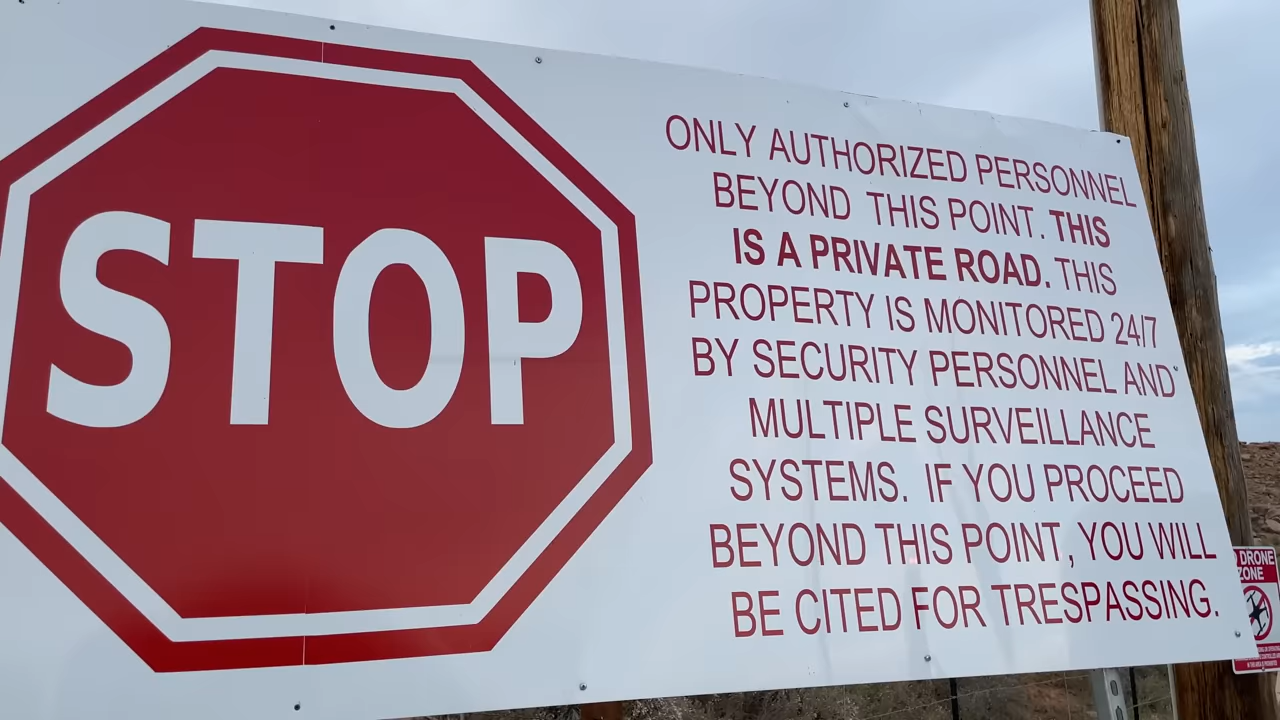 STOP
ONLY AUTHORIZED PERSONNEL
BEYOND THIS POINT. THIS
IS A PRIVATE ROAD. THIS
PROPERTY IS MONITORED 24/7
BY SECURITY PERSONNEL AND
MULTIPLE SURVEILLANCE
SYSTEMS. IF YOU PROCEED
BEYOND THIS POINT, YOU WILL
BE CITED FOR TRESPASSING.
DRONE
ZONE